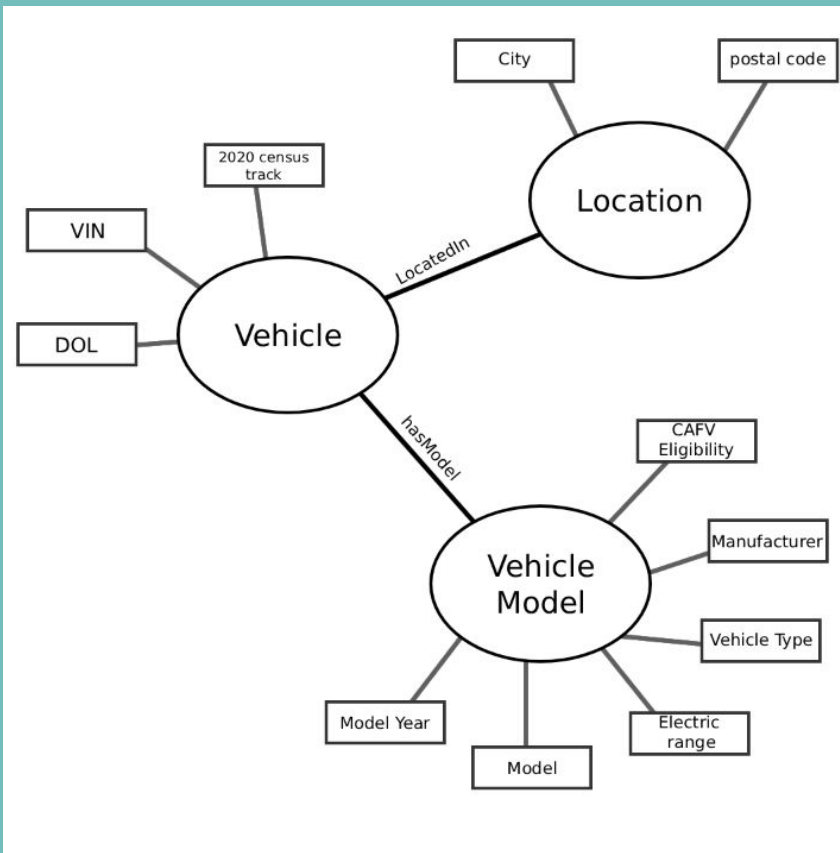 City
postal code
2020 census
track
VIN
Location
LocatedIn
Vehicle
DOL
hasModel
CAFV
Eligibility
Manufacturer
Vehicle
Model
Vehicle Type
Model Year
Electric
range
Model